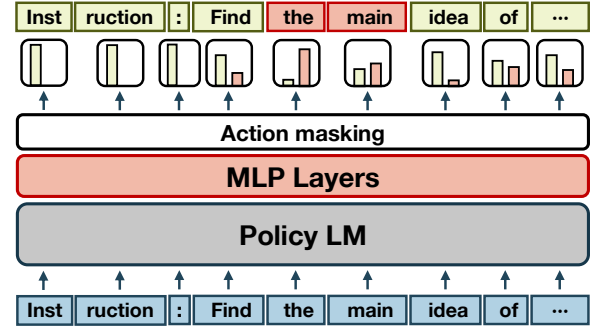 Inst ruction : Find the main idea of ...
Action masking
MLP Layers
Policy LM
Inst ruction : Find the main idea of ...